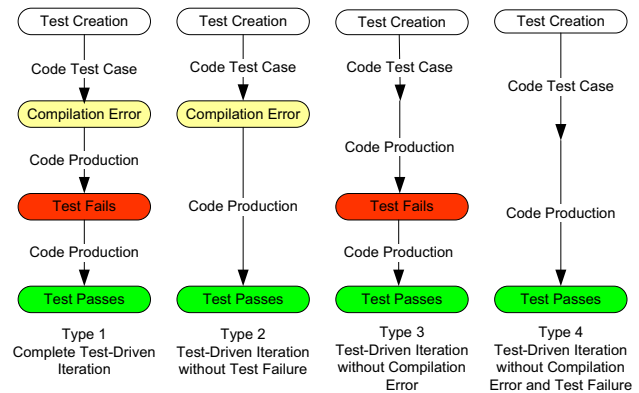 Test Creation
Code Test Case
Compilation Error
Code Production
Test Fails
Code Production
Test Passes
Type 1
Complete Test-Driven
Iteration
Test Creation
Code Test Case
Compilation Error
Code Production
Test Passes
Type 2
Test-Driven Iteration
without Test Failure
Test Creation
Code Test Case
Code Production
Test Fails
Code Production
Test Passes
Type 3
Test-Driven Iteration
without Compilation
Error
Test Creation
Code Test Case
Code Production
Test Passes
Type 4
Test-Driven Iteration
without Compilation
Error and Test Failure